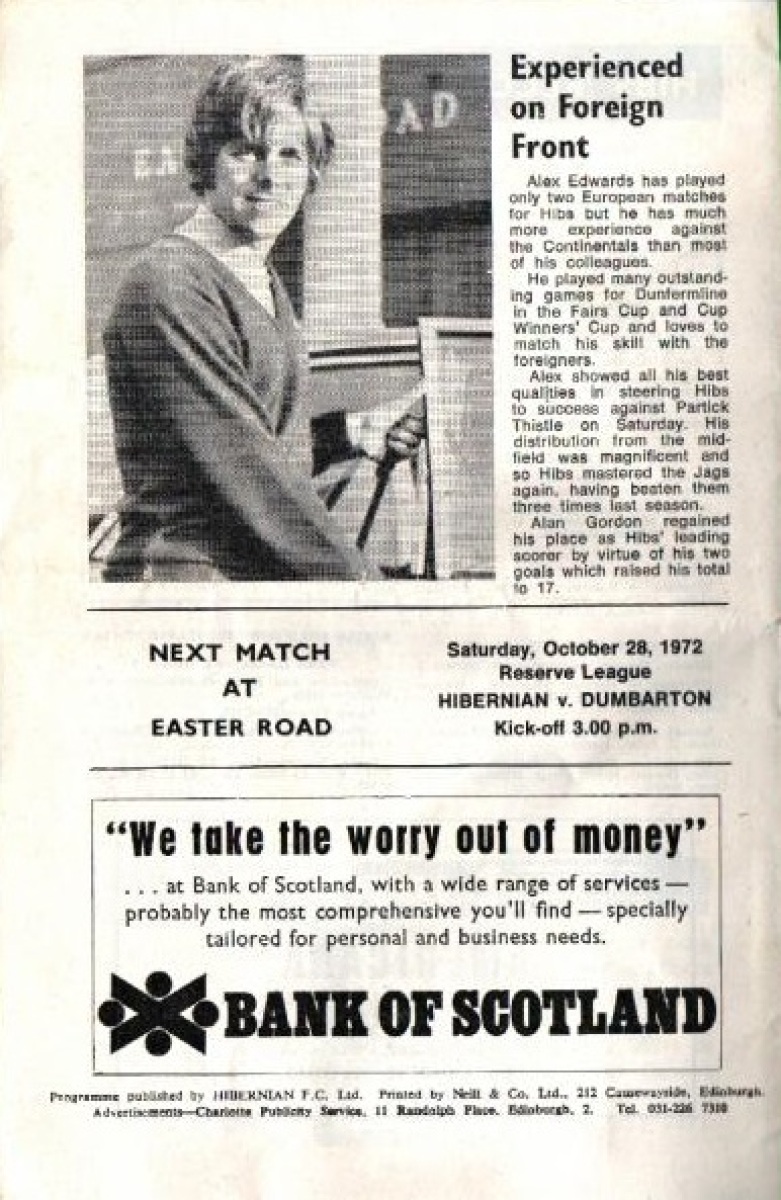 AD
EA
Experienced
on Foreign
Front
Alex Edwards has played
only two European matches
for Hibs but he has much
more experience against
the Continentals than most
of his colleagues.
He played many outstand-
ing games for Dunfermline
in the Fairs Cup and Cup
Winners' Cup and loves to
match his skill with the
foreigners.
Alex showed all his best
qualities in steering Hibs
to success against Partick
Thistle on Saturday. His
distribution from the mid-
field was magnificent and
so Hibs mastered the Jags
again, having beaten them
three times last season.
Alan Gordon regained
his place as Hibs' leading
scorer by virtue of his two
goals which raised his total
to 17.
NEXT MATCH
AT
EASTER ROAD
Saturday, October 28, 1972
Reserve League
HIBERNIAN v. DUMBARTON
Kick-off 3.00 p.m.
"We take the worry out of money"
. . . at Bank of Scotland, with a wide range of services —
probably the most comprehensive you'll find — specially
tailored for personal and business needs.
BANK OF SCOTLAND
Programme published by HIBERNIAN F.C. Ltd. Printed by Neill & Co. Ltd., 212 Causewayside, Edinburgh.
Advertisements—Charlotte Publicity Service, 11 Randolph Place, Edinburgh, 2. Tel. 031-226 7310